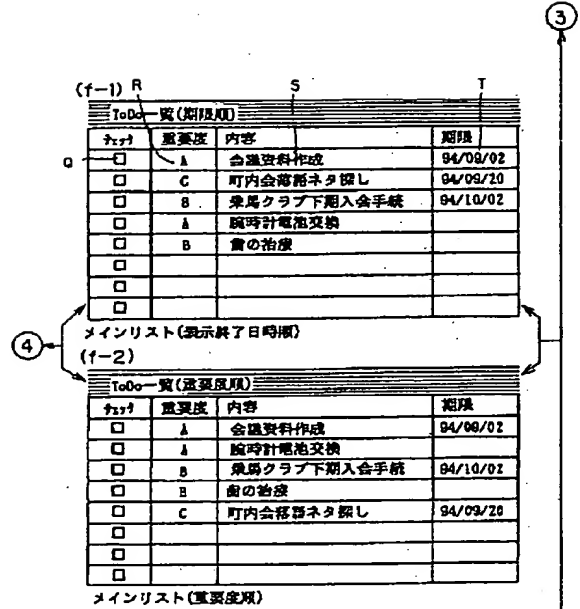 ③
(f-1) R S T
ToDo一覧(期限順)
チェック 重要度 内容 期限
Q □ A 会議資料作成 94/09/02
□ C 町内会落語ネタ探し 94/09/20
□ B 乗馬クラブ下期入会手続 94/10/02
□ A 腕時計電池交換
□ B 歯の治療
□
□
□
メインリスト(表示終了日時順)
④
(f-2)
ToDo一覧(重要度順)
チェック 重要度 内容 期限
□ A 会議資料作成 94/09/02
□ A 腕時計電池交換
□ B 乗馬クラブ下期入会手続 94/10/02
□ B 歯の治療
□ C 町内会落語ネタ探し 94/09/20
□
□
□
メインリスト(重要度順)